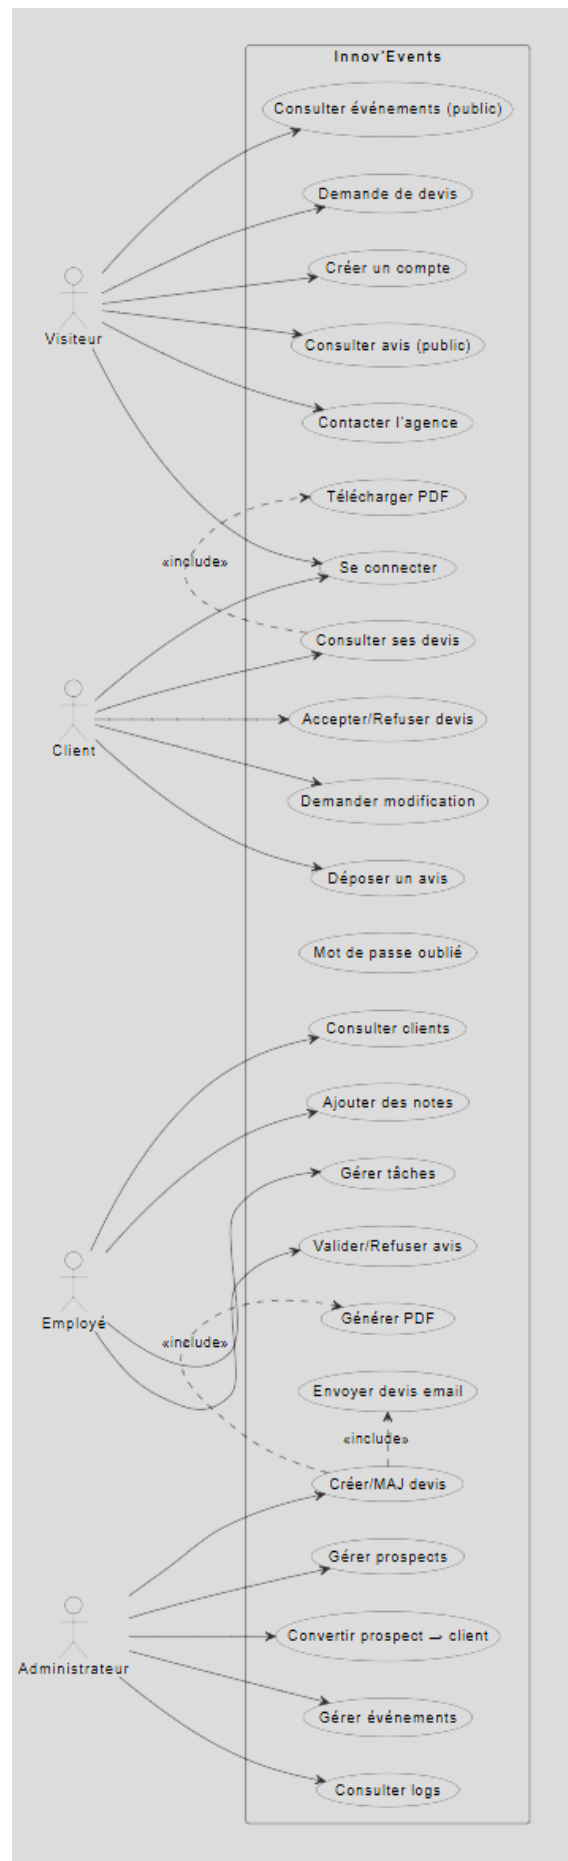 Innov'Events
Consulter événements (public)
Demande de devis
Créer un compte
Visiteur
Consulter avis (public)
Contacter l'agence
Télécharger PDF
«include»
Se connecter
Consulter ses devis
Accepter/Refuser devis
Client
Demander modification
Déposer un avis
Mot de passe oublié
Consulter clients
Ajouter des notes
Gérer tâches
Valider/Refuser avis
Employé
Générer PDF
«include»
Envoyer devis email
«include»
Créer/MAJ devis
Gérer prospects
Convertir prospect → client
Administrateur
Gérer événements
Consulter logs